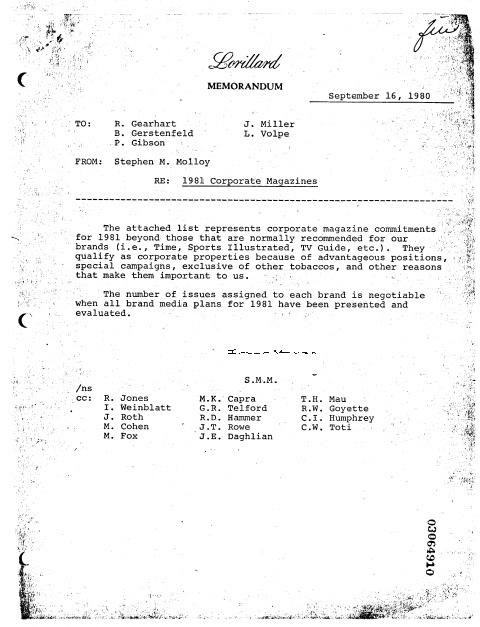 Lorillard
MEMORANDUM
September 16, 1980
TO: R. Gearhart J. Miller
B. Gerstenfeld L. Volpe
P. Gibson
FROM: Stephen M. Molloy
RE: 1981 Corporate Magazines
The attached list represents corporate magazine commitments
for 1981 beyond those that are normally recommended for our
brands (i.e., Time, Sports Illustrated, TV Guide, etc.). They
qualify as corporate properties because of advantageous positions,
special campaigns, exclusive of other tobaccos, and other reasons
that make them important to us.
The number of issues assigned to each brand is negotiable
when all brand media plans for 1981 have been presented and
evaluated.
S.M.M.
/ns
cc: R. Jones M.K. Capra T.H. Mau
I. Weinblatt G.R. Telford R.W. Goyette
J. Roth R.D. Hammer C.I. Humphrey
M. Cohen J.T. Rowe C.W. Toti
M. Fox J.E. Daghlian
03064910